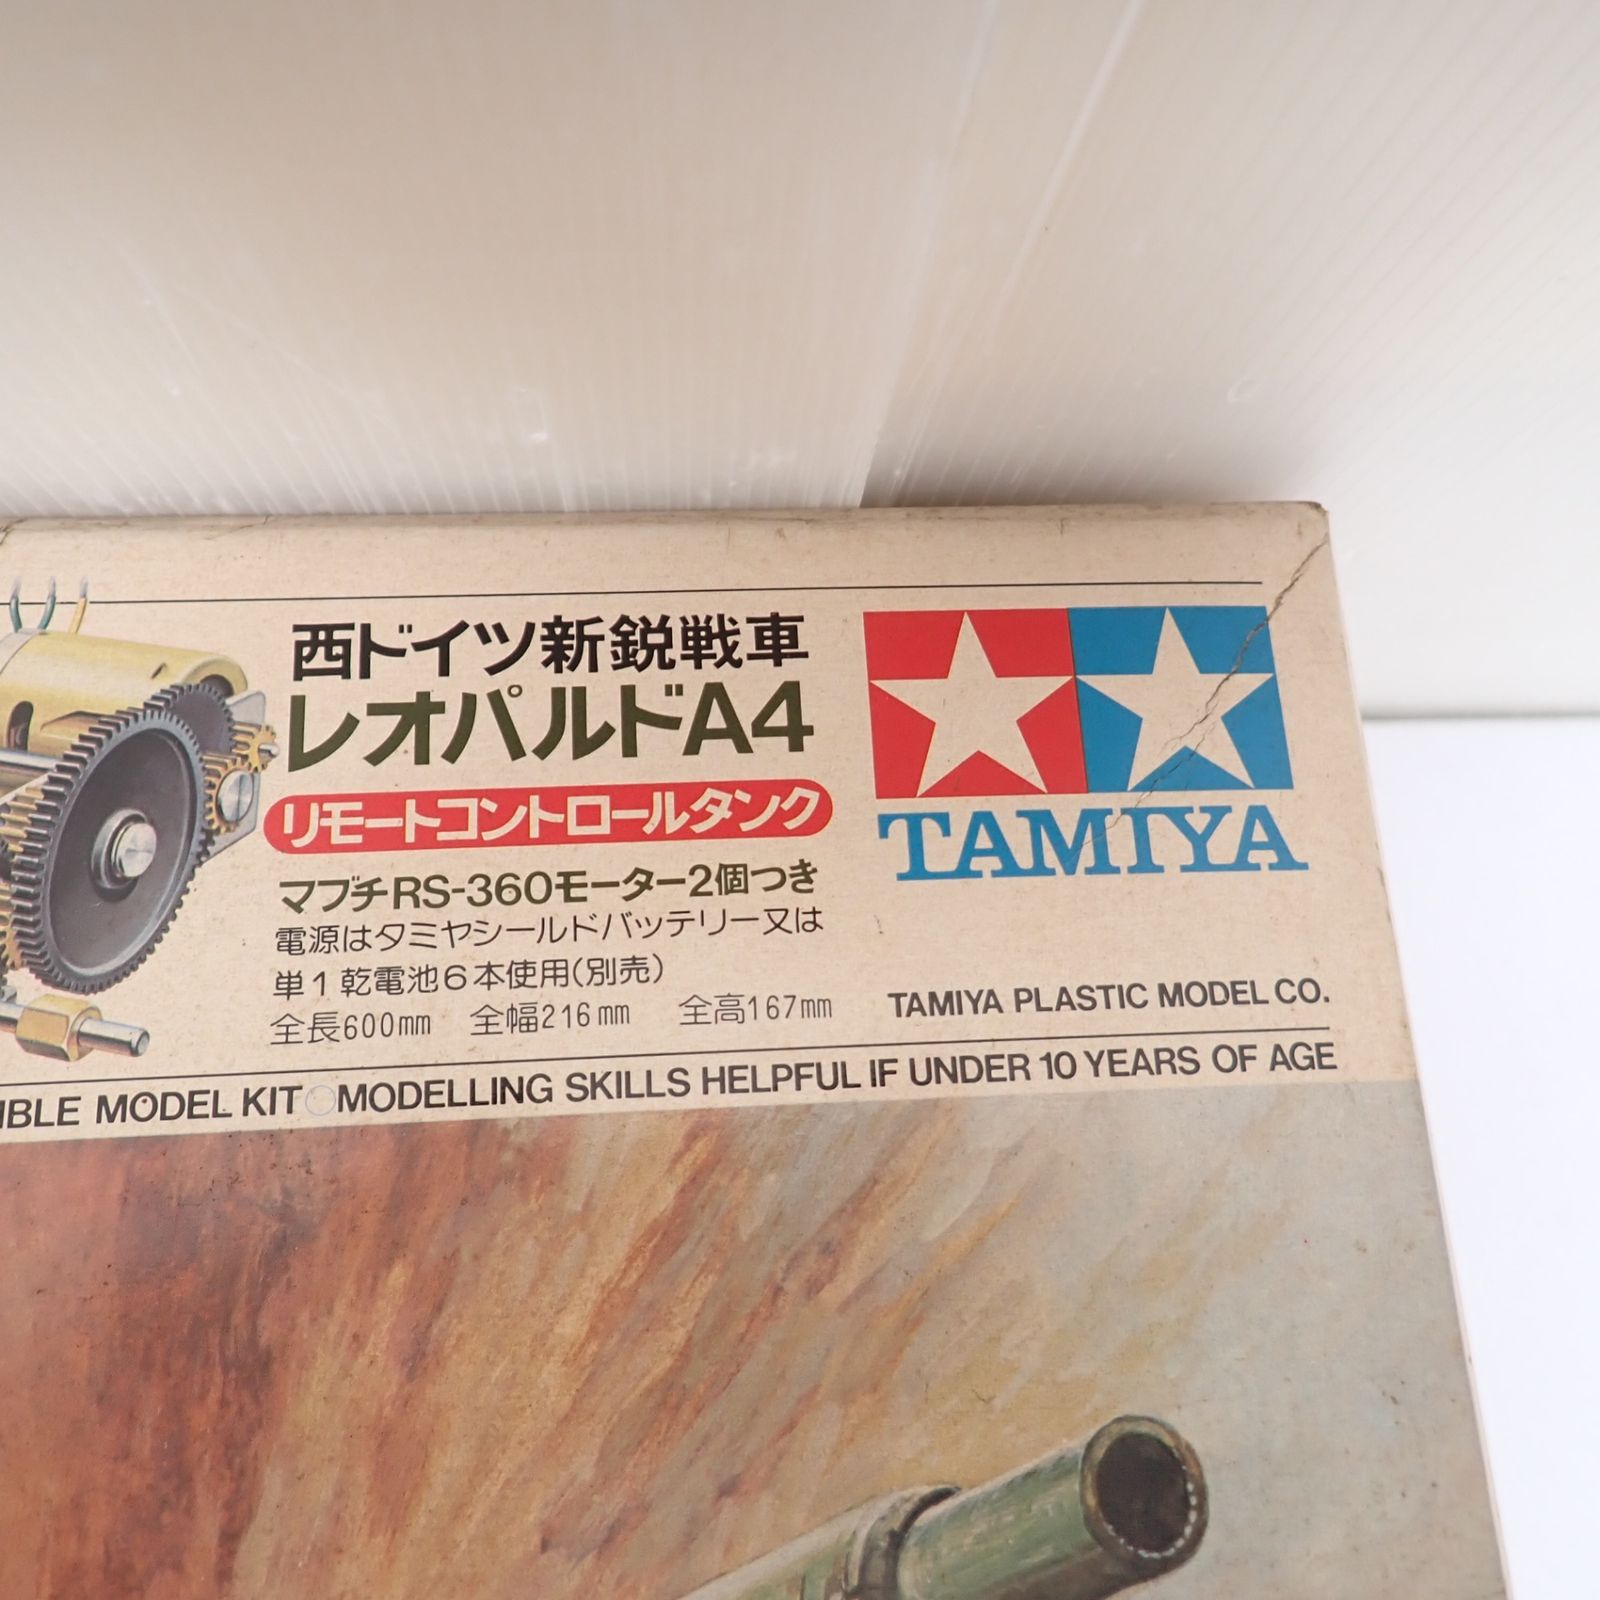 西ドイツ新鋭戦車
レオパルドA4
リモートコントロールタンク
マブチRS-360モーター2個つき
電源はタミヤシールドバッテリー又は
単1乾電池6本使用(別売)
全長600mm 全幅216mm 全高167mm
TAMIYA
TAMIYA PLASTIC MODEL CO.
MODEL KIT MODELLING SKILLS HELPFUL IF UNDER 10 YEARS OF AGE